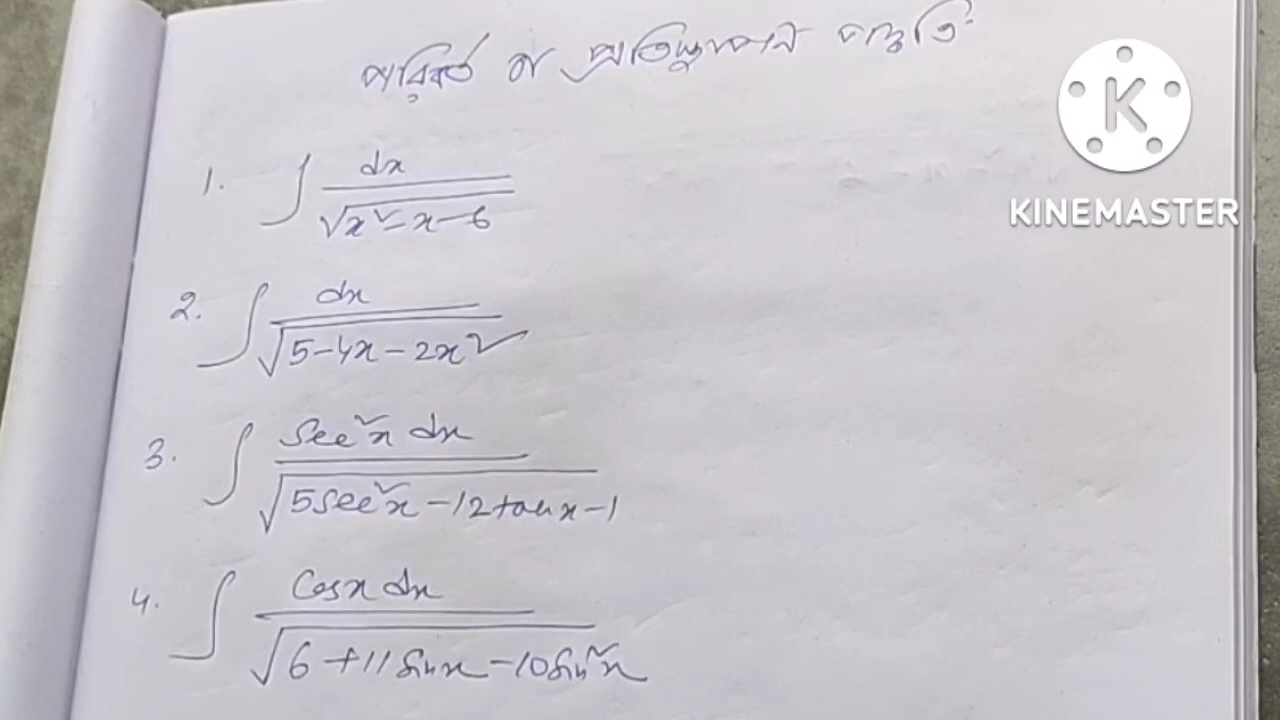 পরিবর্ত বা প্রতিস্থাপন পদ্ধতি:
KINEMASTER
1. ∫ dx / √(x² - x - 6)
2. ∫ dx / √(5 - 4x - 2x²)
3. ∫ sec²x dx / √(5sec²x - 12tanx - 1)
4. ∫ cosx dx / √(6 + 11sinx - 10sin²x)